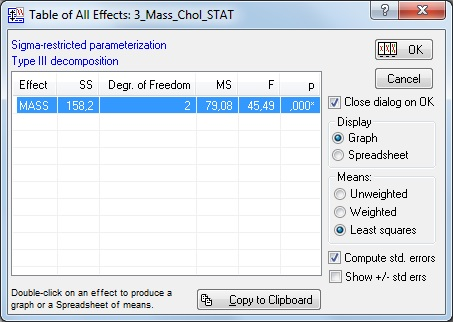 Table of All Effects: 3_Mass_Chol_STAT
Sigma-restricted parameterization
Type III decomposition
Effect SS Degr. of Freedom MS F p
MASS 158,2 2 79,08 45,49 ,000*
Double-click on an effect to produce a
graph or a Spreadsheet of means.
Copy to Clipboard
OK
Cancel
Close dialog on OK
Display
Graph
Spreadsheet
Means:
Unweighted
Weighted
Least squares
Compute std. errors
Show +/- std errs